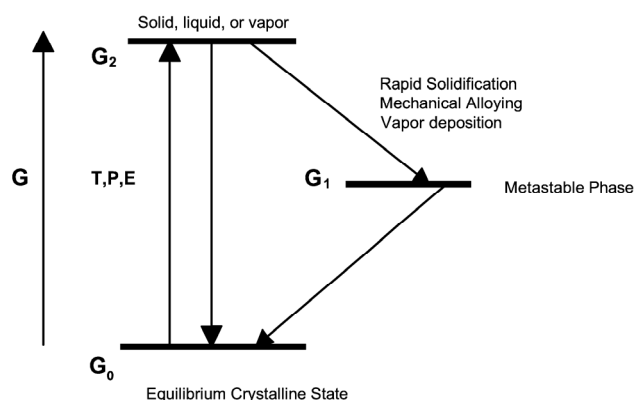 Solid, liquid, or vapor
G2
Rapid Solidification
Mechanical Alloying
Vapor deposition
G
T,P,E
G1
Metastable Phase
G0
Equilibrium Crystalline State